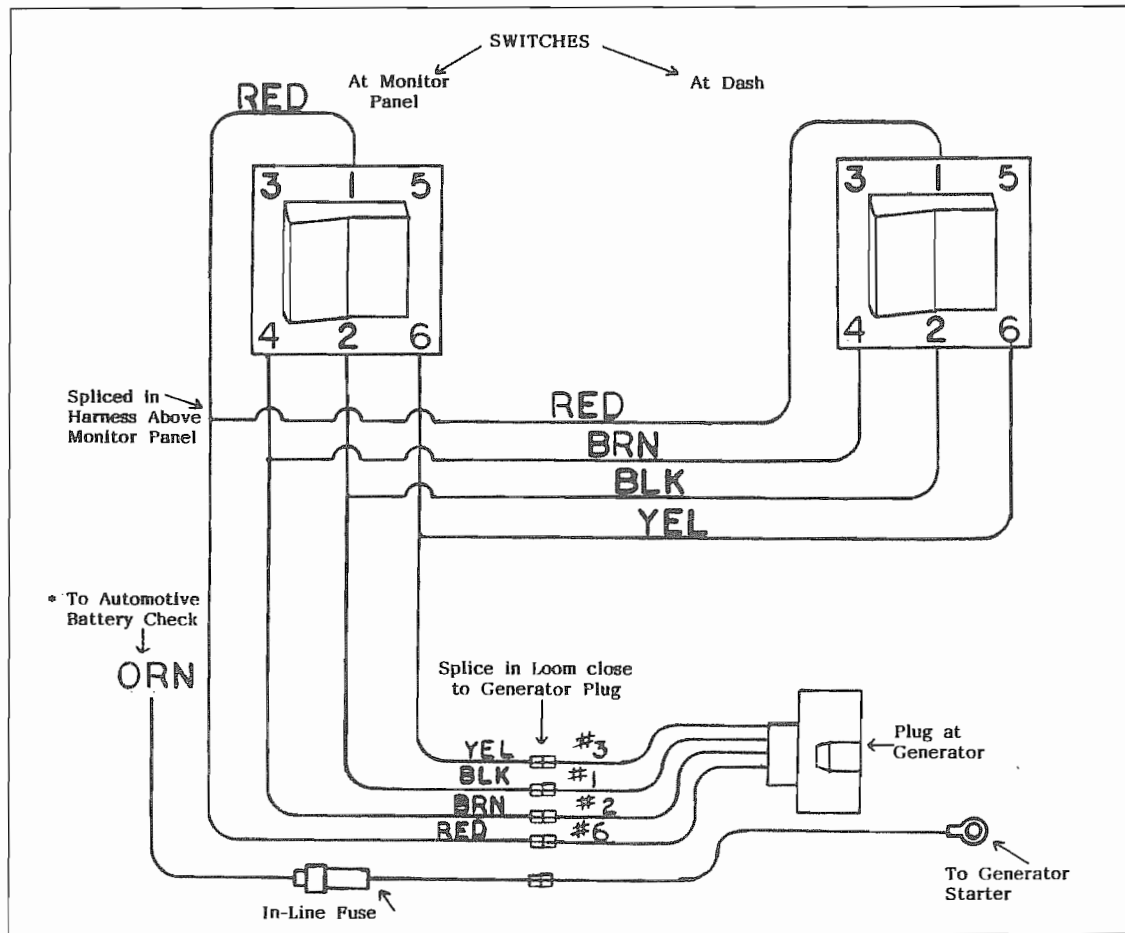 SWITCHES
At Monitor
Panel
At Dash
RED
3 1 5
4 2 6
3 1 5
4 2 6
Spliced in
Harness Above
Monitor Panel
RED
BRN
BLK
YEL
* To Automotive
Battery Check
ORN
Splice in Loom close
to Generator Plug
Plug at
Generator
YEL #3
BLK #1
BRN #2
RED #6
To Generator
Starter
In-Line Fuse